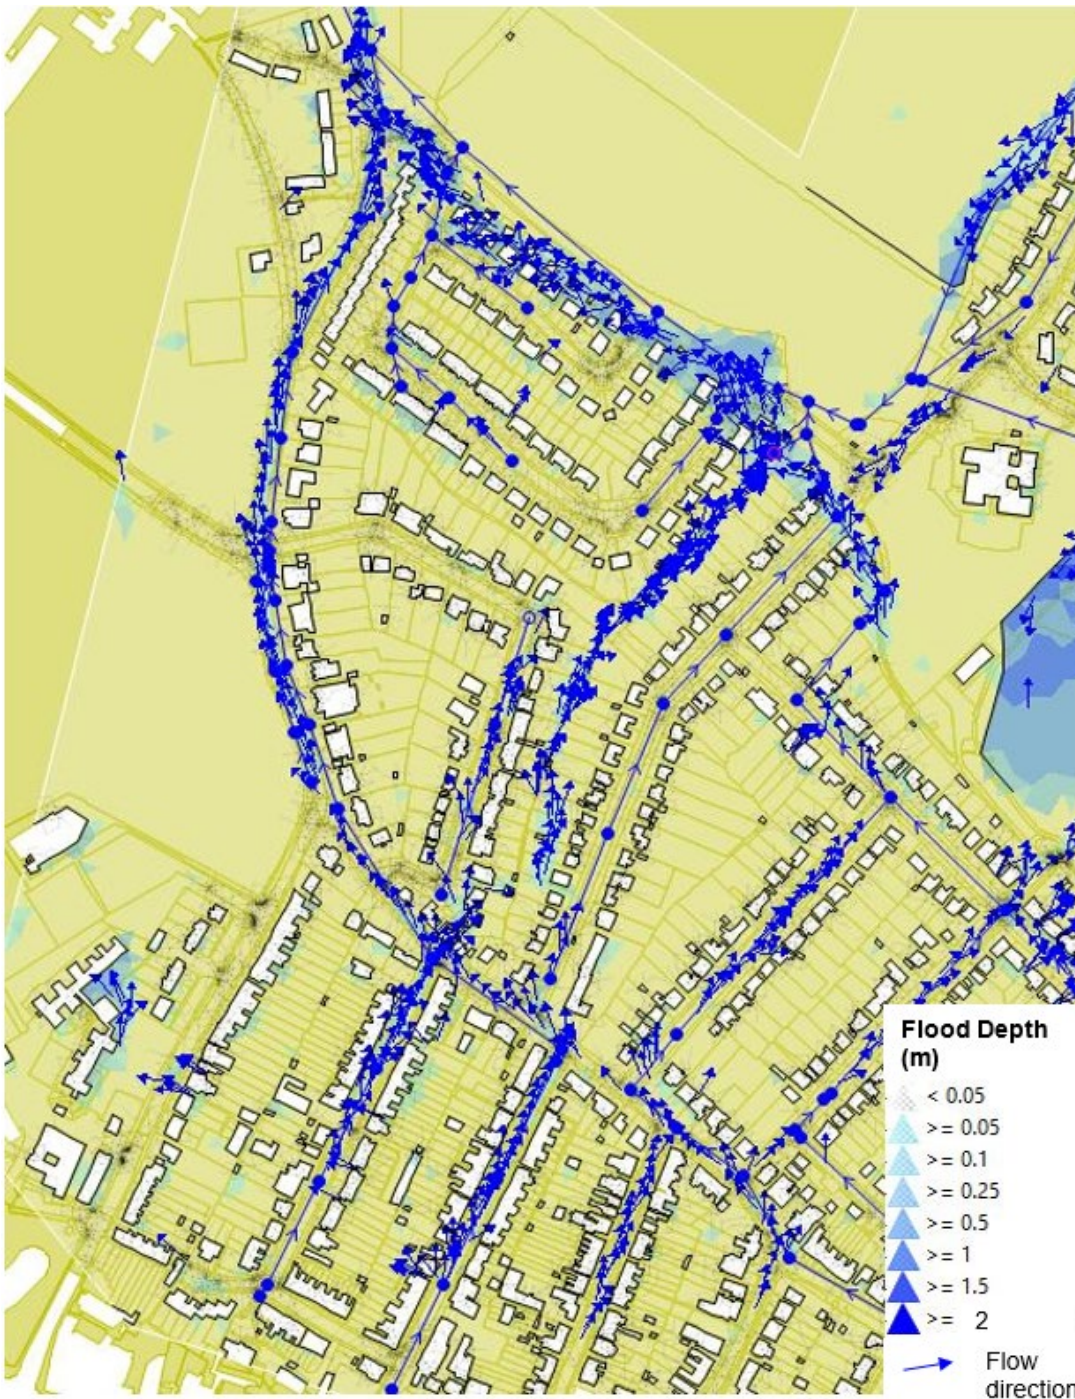 Flood Depth
(m)
< 0.05
>= 0.05
>= 0.1
>= 0.25
>= 0.5
>= 1
>= 1.5
>= 2
Flow
direction